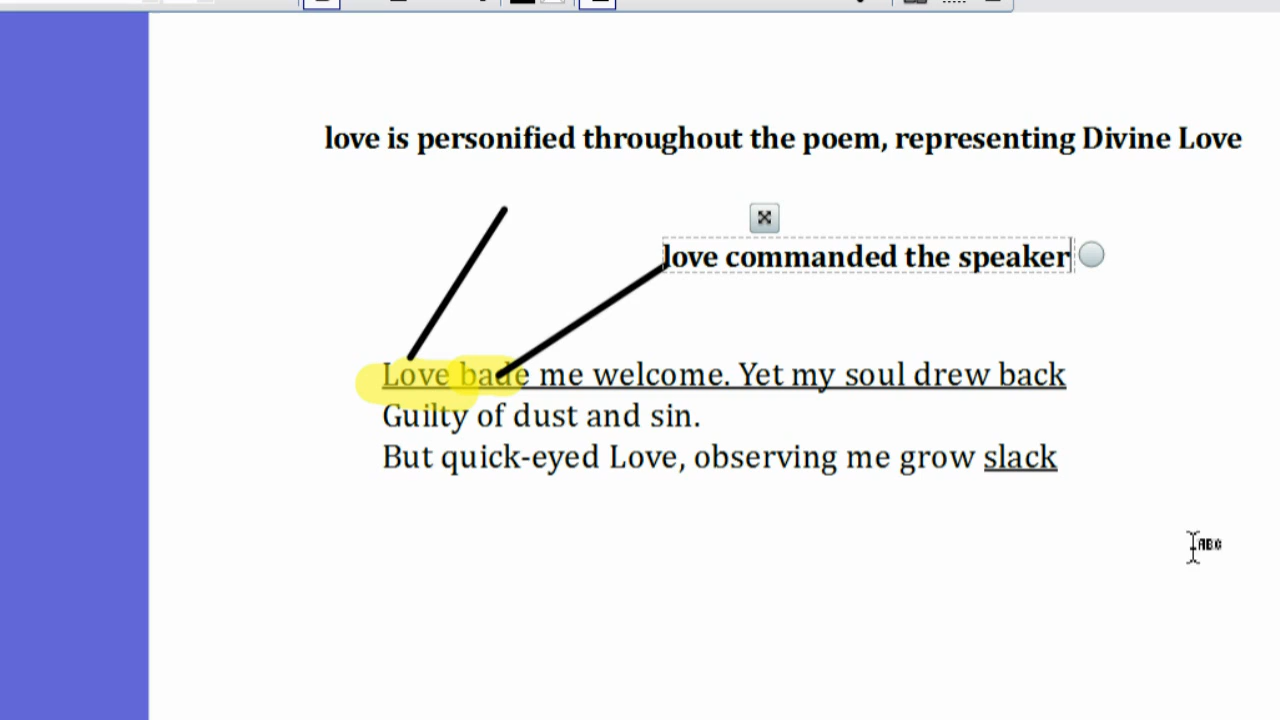 love is personified throughout the poem, representing Divine Love
love commanded the speaker
Love bade me welcome. Yet my soul drew back
Guilty of dust and sin.
But quick-eyed Love, observing me grow slack
ABC